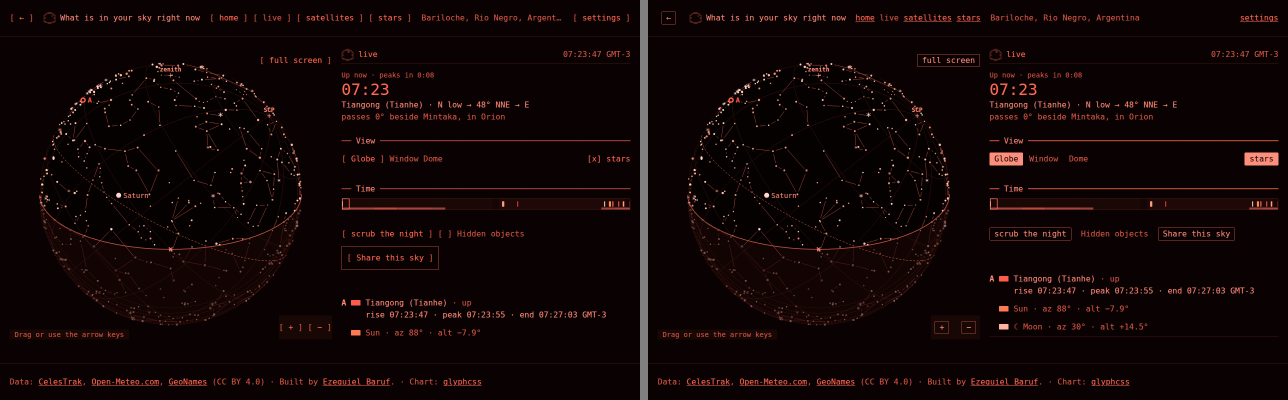 [ ← ] What is in your sky right now [ home ] [ live ] [ satellites ] [ stars ] Bariloche, Río Negro, Argent… [ settings ]
[ full screen ]
zenith
A
SCP
Saturn
Drag or use the arrow keys
[ + ] [ − ]
live 07:23:47 GMT-3
Up now · peaks in 0:08
07:23
Tiangong (Tianhe) · N low → 48° NNE → E
passes 0° beside Mintaka, in Orion
View
[ Globe ] Window Dome [x] stars
Time
[ scrub the night ] [ ] Hidden objects
[ Share this sky ]
A Tiangong (Tianhe) · up
rise 07:23:47 · peak 07:23:55 · end 07:27:03 GMT-3
Sun · az 88° · alt −7.9°
Data: CelesTrak, Open-Meteo.com, GeoNames (CC BY 4.0) · Built by Ezequiel Baruf. · Chart: glyphcss
← What is in your sky right now home live satellites stars Bariloche, Río Negro, Argentina settings
full screen
zenith
A
SCP
Saturn
Drag or use the arrow keys
+ −
live 07:23:47 GMT-3
Up now · peaks in 0:08
07:23
Tiangong (Tianhe) · N low → 48° NNE → E
passes 0° beside Mintaka, in Orion
View
Globe Window Dome stars
Time
scrub the night Hidden objects Share this sky
A Tiangong (Tianhe) · up
rise 07:23:47 · peak 07:23:55 · end 07:27:03 GMT-3
Sun · az 88° · alt −7.9°
☾ Moon · az 30° · alt +14.5°
Data: CelesTrak, Open-Meteo.com, GeoNames (CC BY 4.0) · Built by Ezequiel Baruf. · Chart: glyphcss